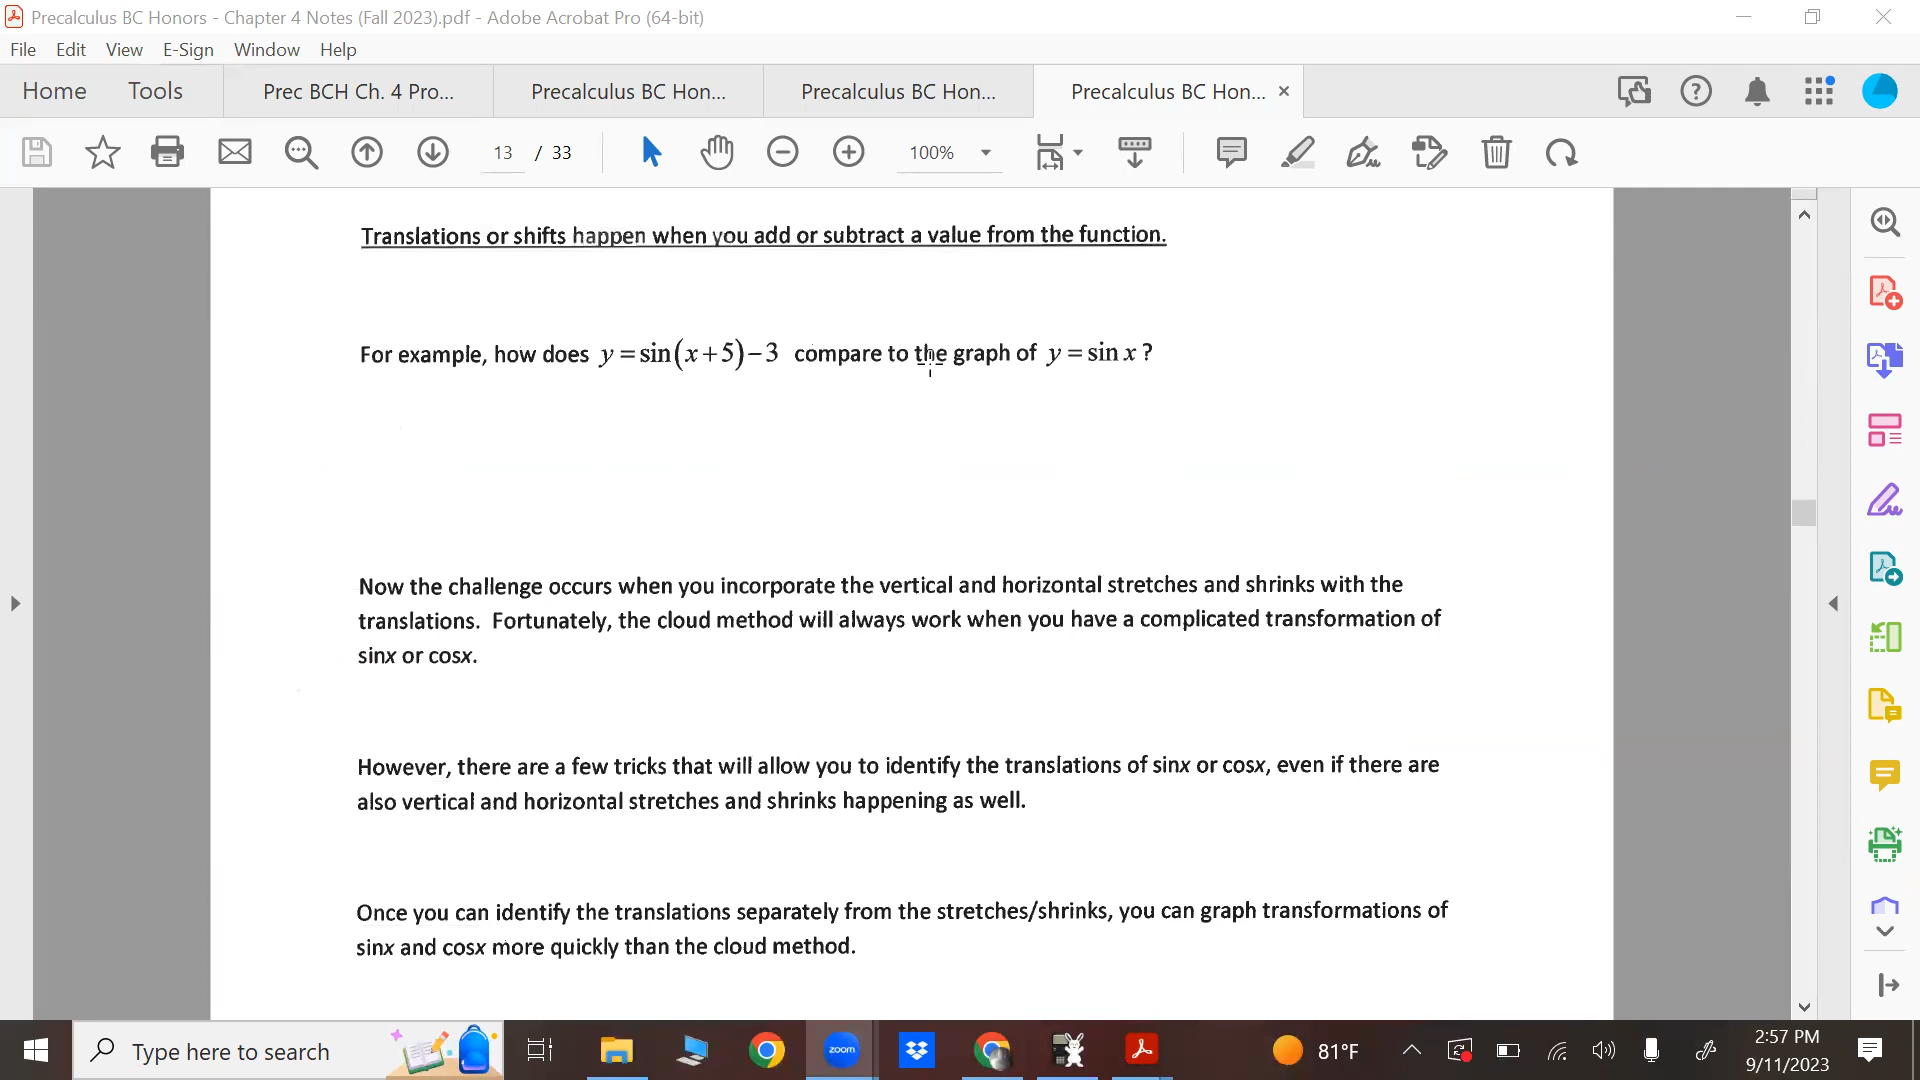 Precalculus BC Honors - Chapter 4 Notes (Fall 2023).pdf - Adobe Acrobat Pro (64-bit)
File Edit View E-Sign Window Help
Home Tools Prec BCH Ch. 4 Pro... Precalculus BC Hon... Precalculus BC Hon... Precalculus BC Hon... ×
13 / 33 100%
Translations or shifts happen when you add or subtract a value from the function.
For example, how does y = sin(x+5)−3 compare to the graph of y = sin x ?
Now the challenge occurs when you incorporate the vertical and horizontal stretches and shrinks with the
translations. Fortunately, the cloud method will always work when you have a complicated transformation of
sinx or cosx.
However, there are a few tricks that will allow you to identify the translations of sinx or cosx, even if there are
also vertical and horizontal stretches and shrinks happening as well.
Once you can identify the translations separately from the stretches/shrinks, you can graph transformations of
sinx and cosx more quickly than the cloud method.
Type here to search
zoom
81°F
2:57 PM
9/11/2023